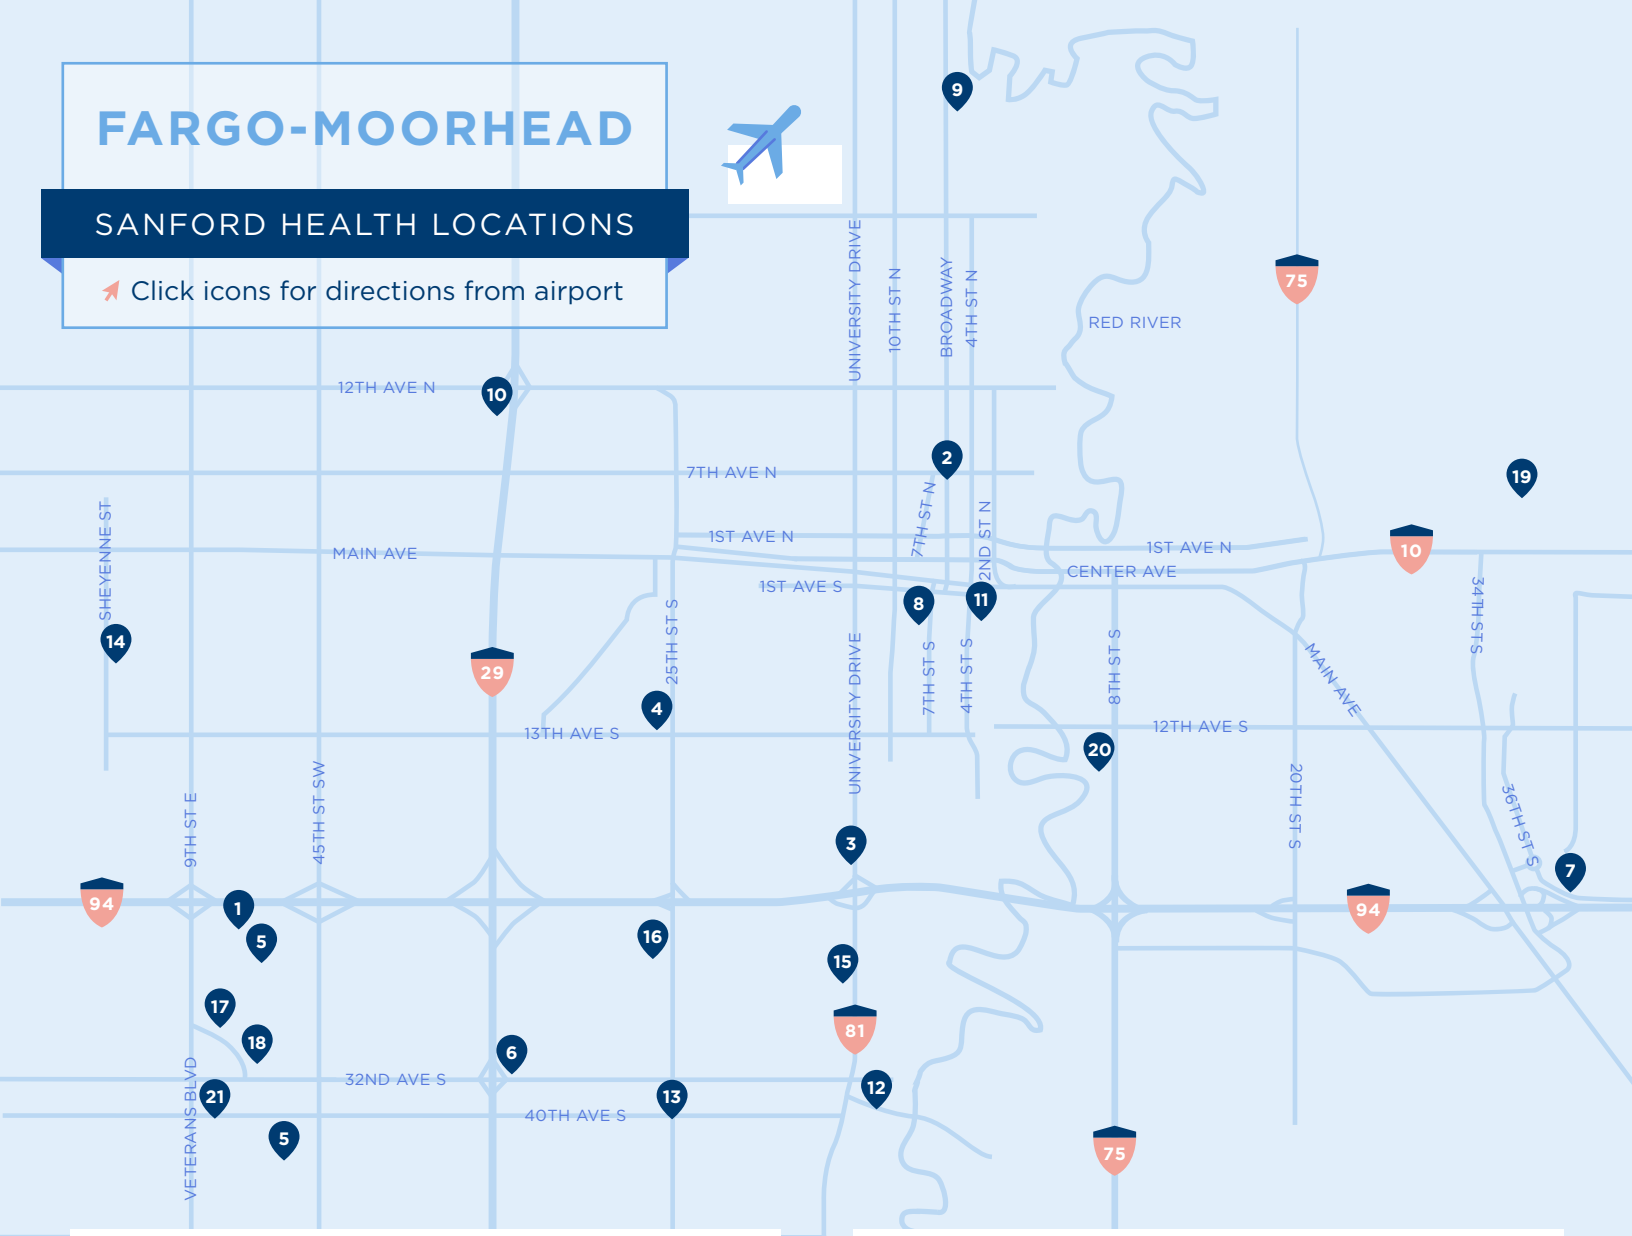 FARGO-MOORHEAD
SANFORD HEALTH LOCATIONS
Click icons for directions from airport
9
UNIVERSITY DRIVE
10TH ST N
BROADWAY
4TH ST N
75
RED RIVER
12TH AVE N
10
2
7TH AVE N
19
SHEYENNE ST
7TH ST N
2ND ST N
1ST AVE N
1ST AVE N
10
MAIN AVE
CENTER AVE
1ST AVE S
8
11
34TH ST S
14
29
25TH ST S
UNIVERSITY DRIVE
7TH ST S
4TH ST S
8TH ST S
MAIN AVE
4
13TH AVE S
12TH AVE S
20
9TH ST E
45TH ST SW
20TH ST S
36TH ST S
3
7
94
1
94
5
16
15
17
81
18
6
32ND AVE S
12
VETERANS BLVD
21
13
40TH AVE S
5
75